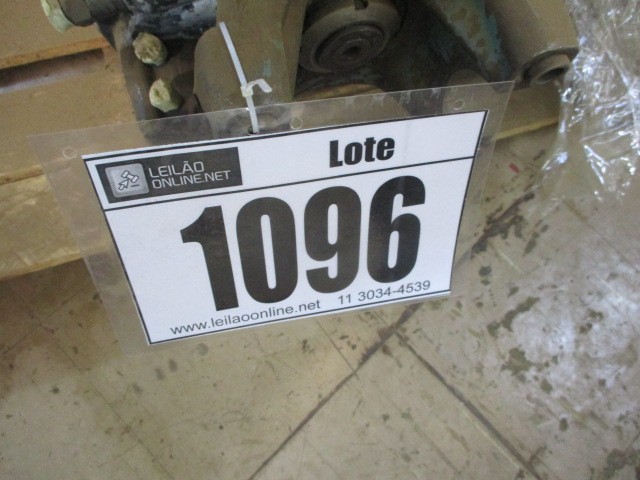 LEILÃO
ONLINE.NET
Lote
1096
www.leilaoonline.net 11 3034-4539